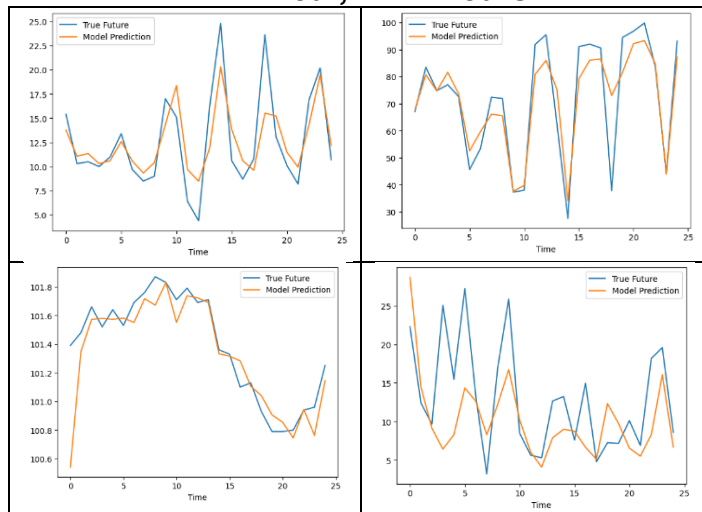 True Future
Model Prediction
25.0
22.5
20.0
17.5
15.0
12.5
10.0
7.5
5.0
0 5 10 15 20 25
Time
True Future
Model Prediction
100
90
80
70
60
50
40
30
0 5 10 15 20 25
Time
True Future
Model Prediction
101.8
101.6
101.4
101.2
101.0
100.8
100.6
0 5 10 15 20 25
Time
True Future
Model Prediction
25
20
15
10
5
0 5 10 15 20 25
Time